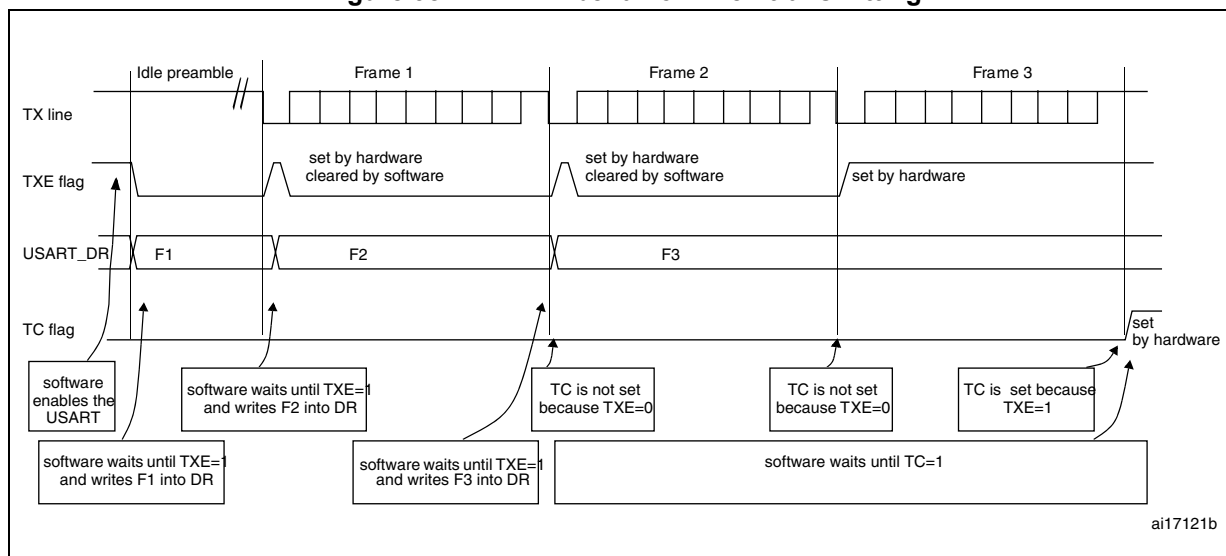 Idle preamble
Frame 1
Frame 2
Frame 3
TX line
TXE flag
set by hardware
cleared by software
set by hardware
cleared by software
set by hardware
USART_DR
F1
F2
F3
TC flag
set
by hardware
software
enables the
USART
software waits until TXE=1
and writes F2 into DR
TC is not set
because TXE=0
TC is not set
because TXE=0
TC is set because
TXE=1
software waits until TXE=1
and writes F1 into DR
software waits until TXE=1
and writes F3 into DR
software waits until TC=1
ai17121b